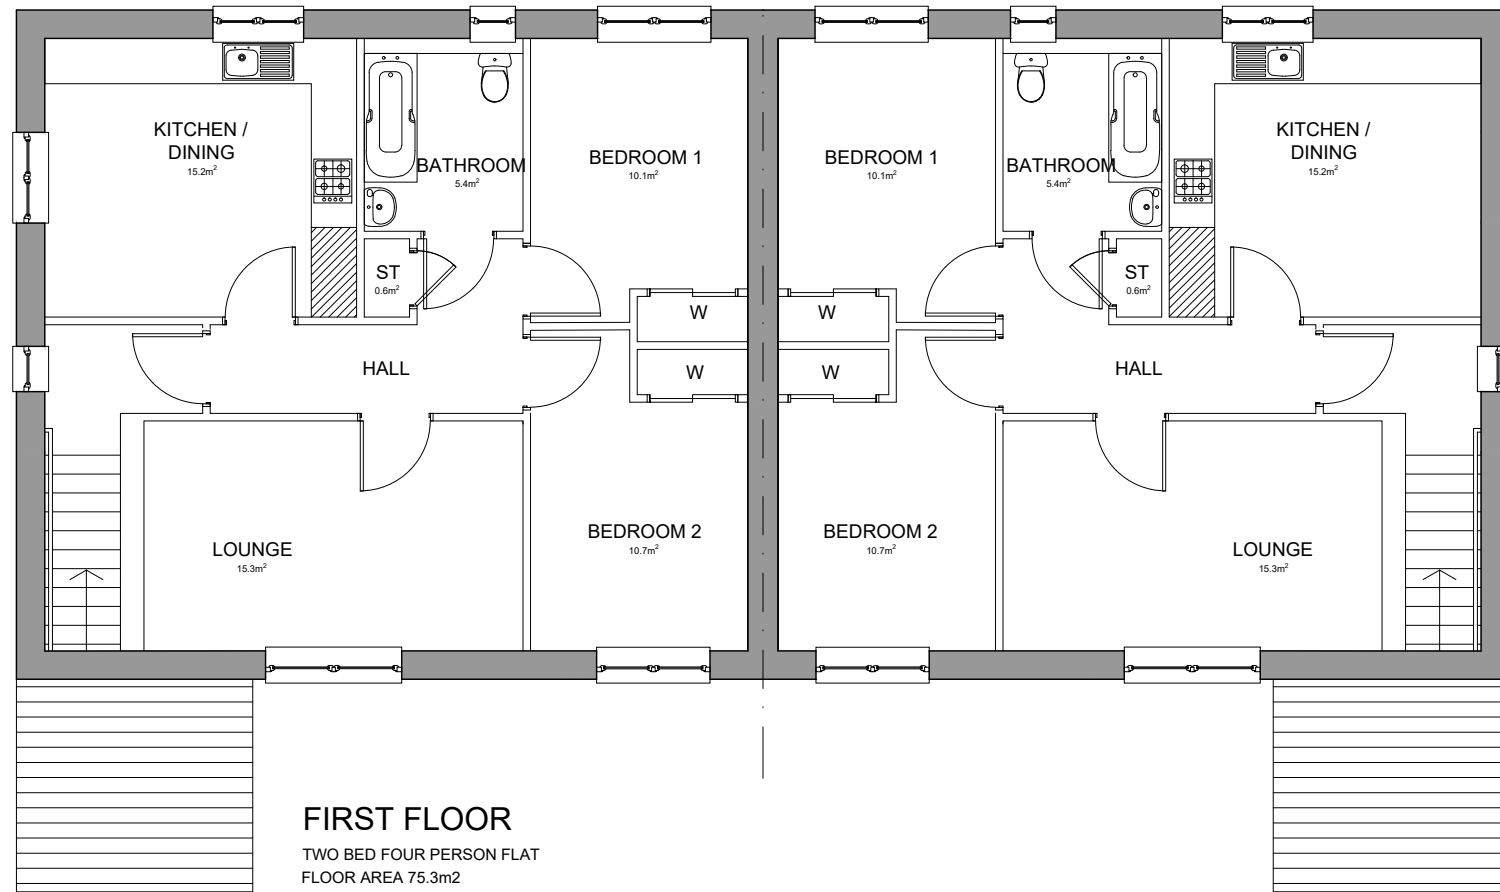 KITCHEN /
DINING
15.2m²
BATHROOM
5.4m²
BEDROOM 1
10.1m²
BEDROOM 1
10.1m²
BATHROOM
5.4m²
KITCHEN /
DINING
15.2m²
ST
0.6m²
ST
0.6m²
W
W
W
W
HALL
HALL
LOUNGE
15.3m²
BEDROOM 2
10.7m²
BEDROOM 2
10.7m²
LOUNGE
15.3m²
FIRST FLOOR
TWO BED FOUR PERSON FLAT
FLOOR AREA 75.3m2